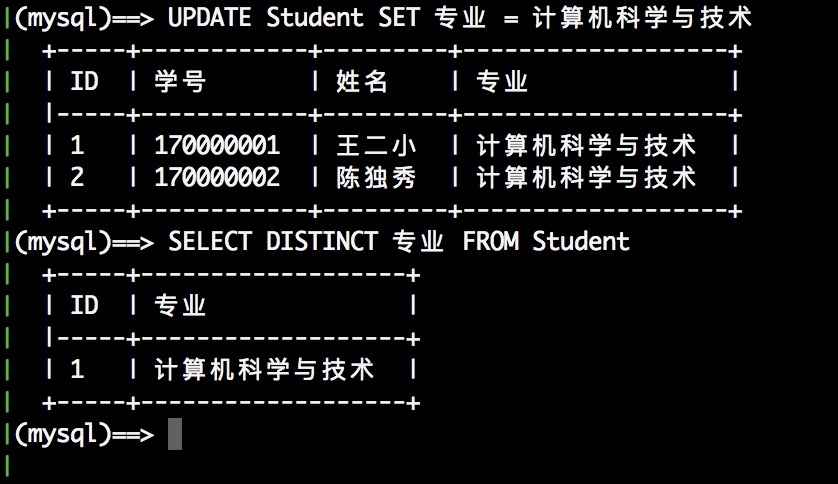 |(mysql)==> UPDATE Student SET 专业 = 计算机科学与技术
|  +-----+------------+---------+-------------------+
|  | ID  | 学号       | 姓名    | 专业              |
|  |-----+------------+---------+-------------------+
|  | 1   | 170000001  | 王二小  | 计算机科学与技术  |
|  | 2   | 170000002  | 陈独秀  | 计算机科学与技术  |
|  +-----+------------+---------+-------------------+
|(mysql)==> SELECT DISTINCT 专业 FROM Student
|  +-----+-------------------+
|  | ID  | 专业              |
|  |-----+-------------------+
|  | 1   | 计算机科学与技术  |
|  +-----+-------------------+
|(mysql)==>
|